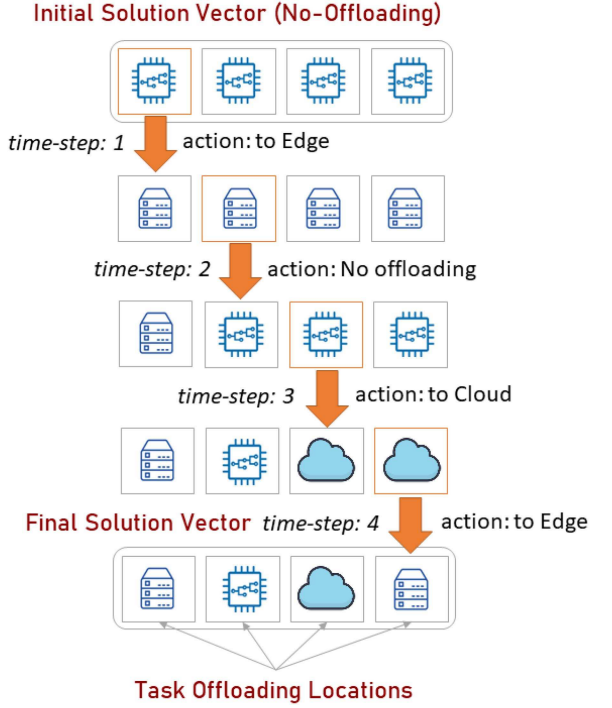 Initial Solution Vector (No-Offloading)
time-step: 1 action: to Edge
time-step: 2 action: No offloading
time-step: 3 action: to Cloud
Final Solution Vector time-step: 4 action: to Edge
Task Offloading Locations